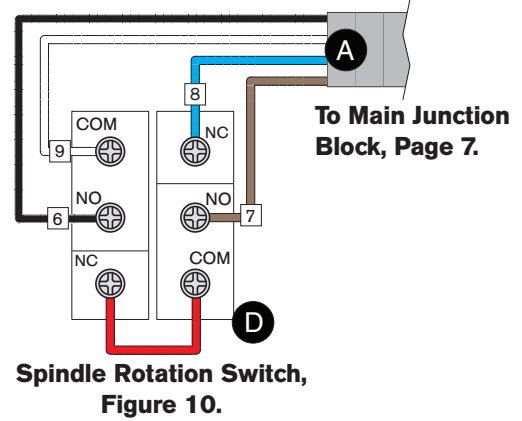 A
8
To Main Junction
Block, Page 7.
COM
NC
9
NO
NO
6
7
NC
COM
D
Spindle Rotation Switch,
Figure 10.